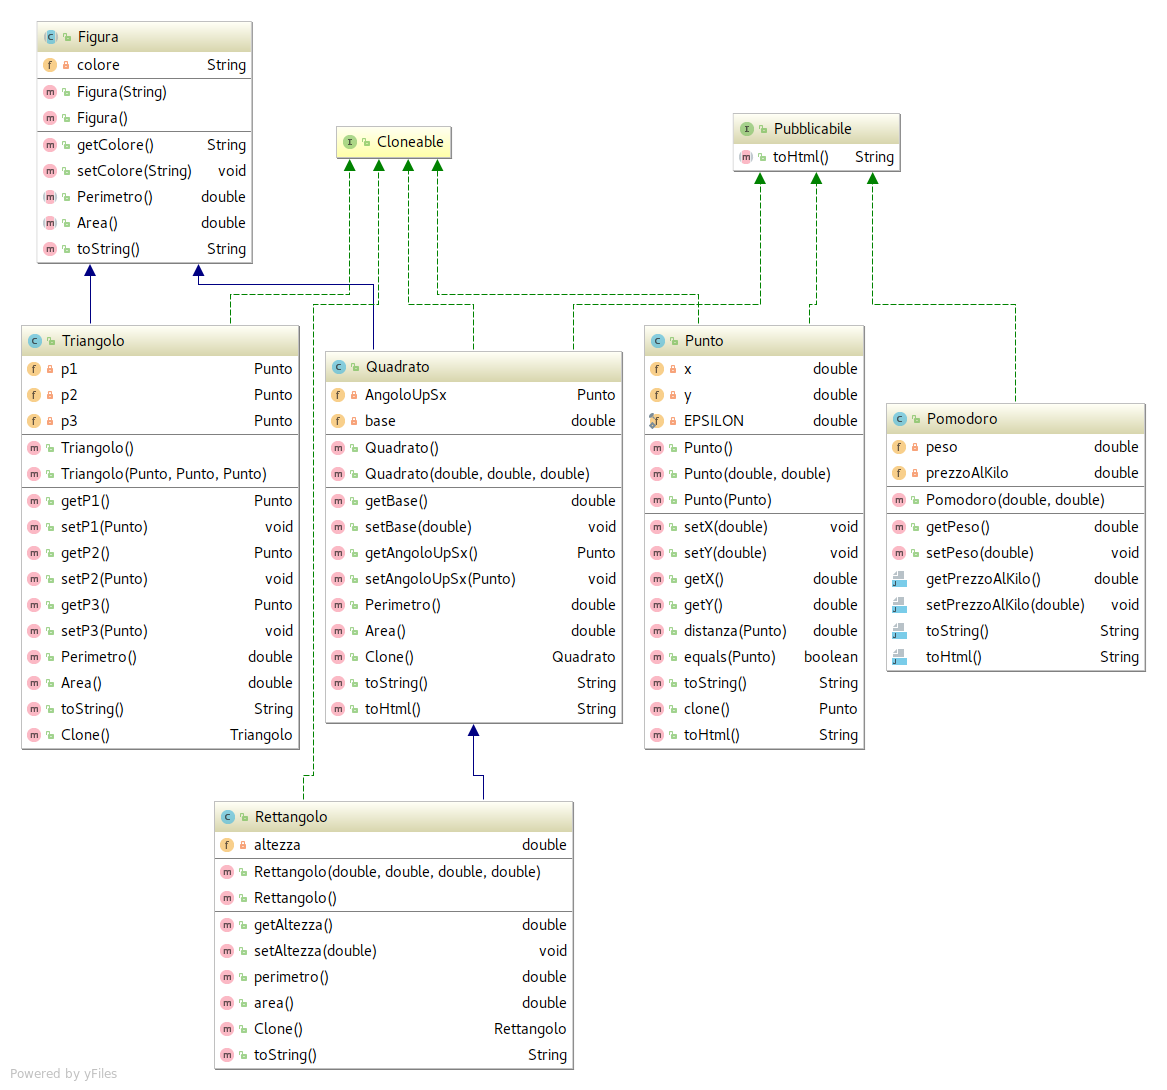 Figura
colore String
Figura(String)
Figura()
getColore() String
setColore(String) void
Perimetro() double
Area() double
toString() String
Cloneable
Pubblicabile
toHtml() String
Triangolo
p1 Punto
p2 Punto
p3 Punto
Triangolo()
Triangolo(Punto, Punto, Punto)
getP1() Punto
setP1(Punto) void
getP2() Punto
setP2(Punto) void
getP3() Punto
setP3(Punto) void
Perimetro() double
Area() double
toString() String
Clone() Triangolo
Quadrato
AngoloUpSx Punto
base double
Quadrato()
Quadrato(double, double, double)
getBase() double
setBase(double) void
getAngoloUpSx() Punto
setAngoloUpSx(Punto) void
Perimetro() double
Area() double
Clone() Quadrato
toString() String
toHtml() String
Punto
x double
y double
EPSILON double
Punto()
Punto(double, double)
Punto(Punto)
setX(double) void
setY(double) void
getX() double
getY() double
distanza(Punto) double
equals(Punto) boolean
toString() String
clone() Punto
toHtml() String
Pomodoro
peso double
prezzoAlKilo double
Pomodoro(double, double)
getPeso() double
setPeso(double) void
getPrezzoAlKilo() double
setPrezzoAlKilo(double) void
toString() String
toHtml() String
Rettangolo
altezza double
Rettangolo(double, double, double, double)
Rettangolo()
getAltezza() double
setAltezza(double) void
perimetro() double
area() double
Clone() Rettangolo
toString() String
Powered by yFiles